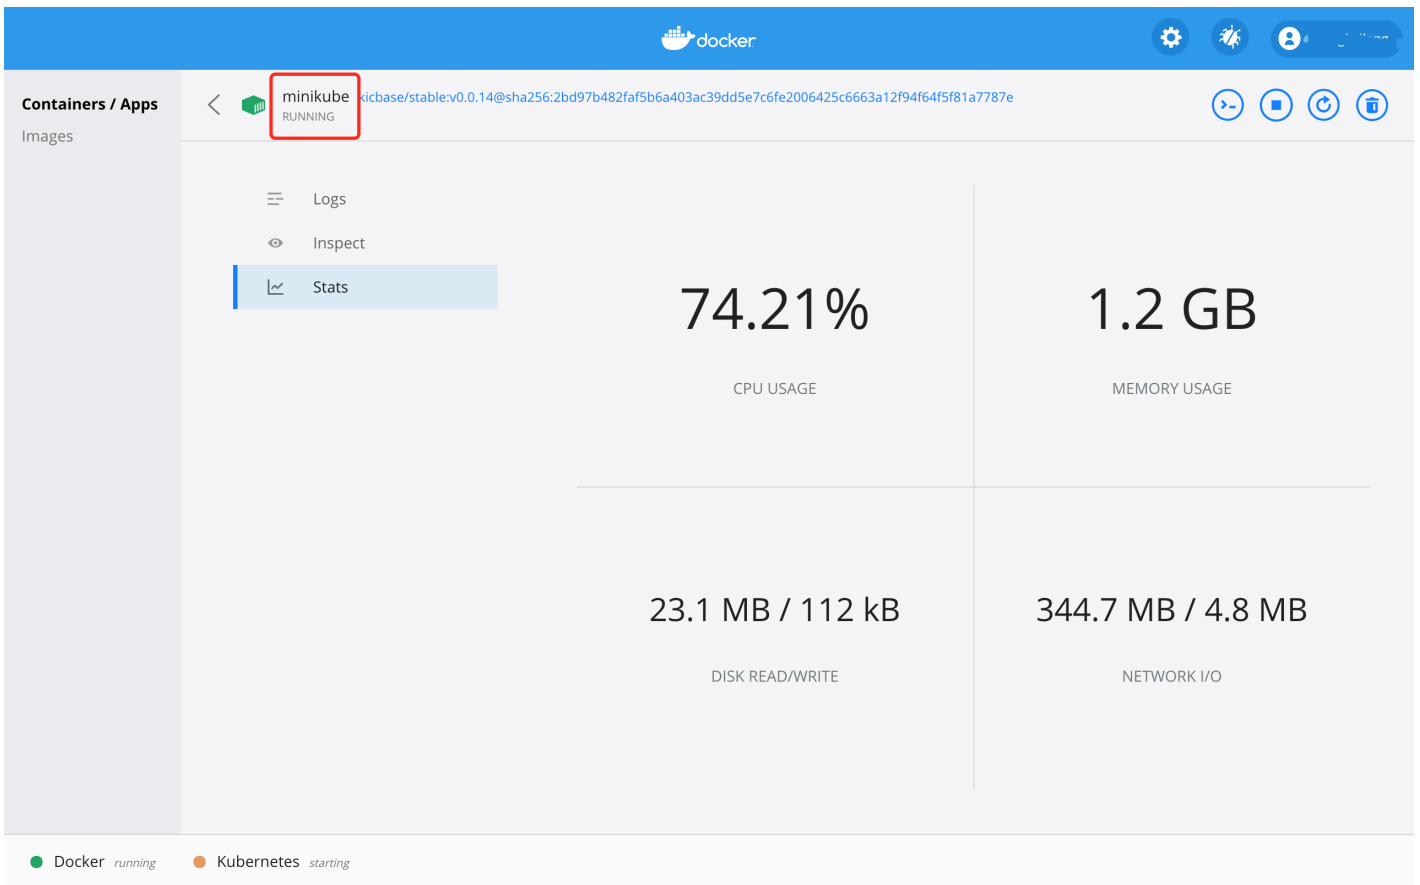 docker
Containers / Apps
Images
minikube
kicbase/stable:v0.0.14@sha256:2bd97b482faf5b6a403ac39dd5e7c6fe2006425c6663a12f94f64f5f81a7787e
RUNNING
Logs
Inspect
Stats
74.21%
CPU USAGE
1.2 GB
MEMORY USAGE
23.1 MB / 112 kB
DISK READ/WRITE
344.7 MB / 4.8 MB
NETWORK I/O
Docker running
Kubernetes starting